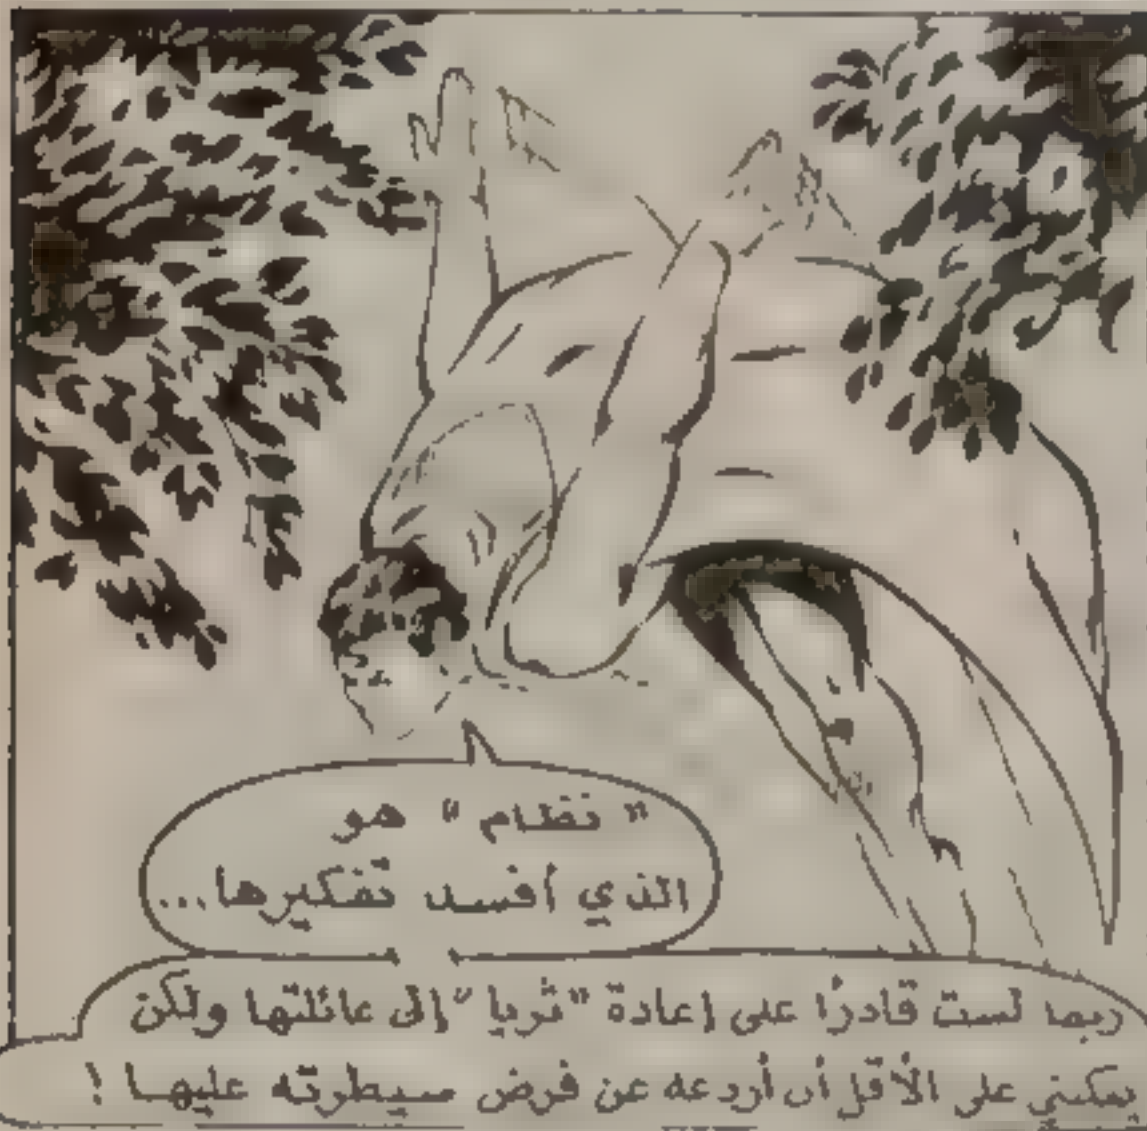 " نظام " هو
الذي أفسد تفكيرها...
ربما لست قادرًا على إعادة "ثريا" إلى عائلتها ولكن
يمكنني على الأقل أن أردعه عن فرض سيطرته عليها !